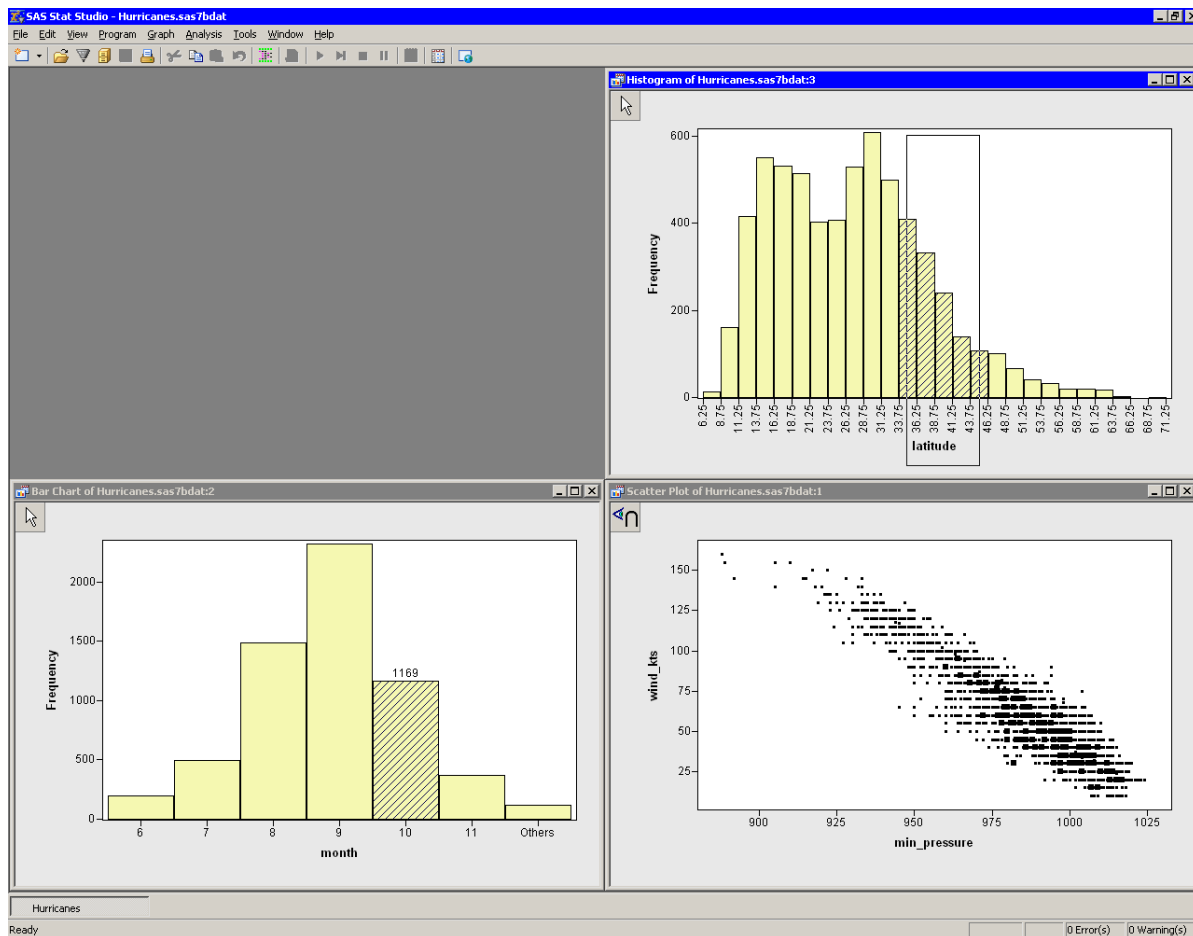 SAS Stat Studio - Hurricanes.sas7bdat
File Edit View Program Graph Analysis Tools Window Help
Histogram of Hurricanes.sas7bdat:3
600
400
200
0
Frequency
6.25 8.75 11.25 13.75 16.25 18.75 21.25 23.75 26.25 28.75 31.25 33.75 36.25 38.75 41.25 43.75 46.25 48.75 51.25 53.75 56.25 58.75 61.25 63.75 66.25 68.75 71.25
latitude
Bar Chart of Hurricanes.sas7bdat:2
2000
1500
1000
500
0
Frequency
1169
6 7 8 9 10 11 Others
month
Scatter Plot of Hurricanes.sas7bdat:1
150
125
100
75
50
25
wind_kts
900 925 950 975 1000 1025
min_pressure
Hurricanes
Ready 0 Error(s) 0 Warning(s)